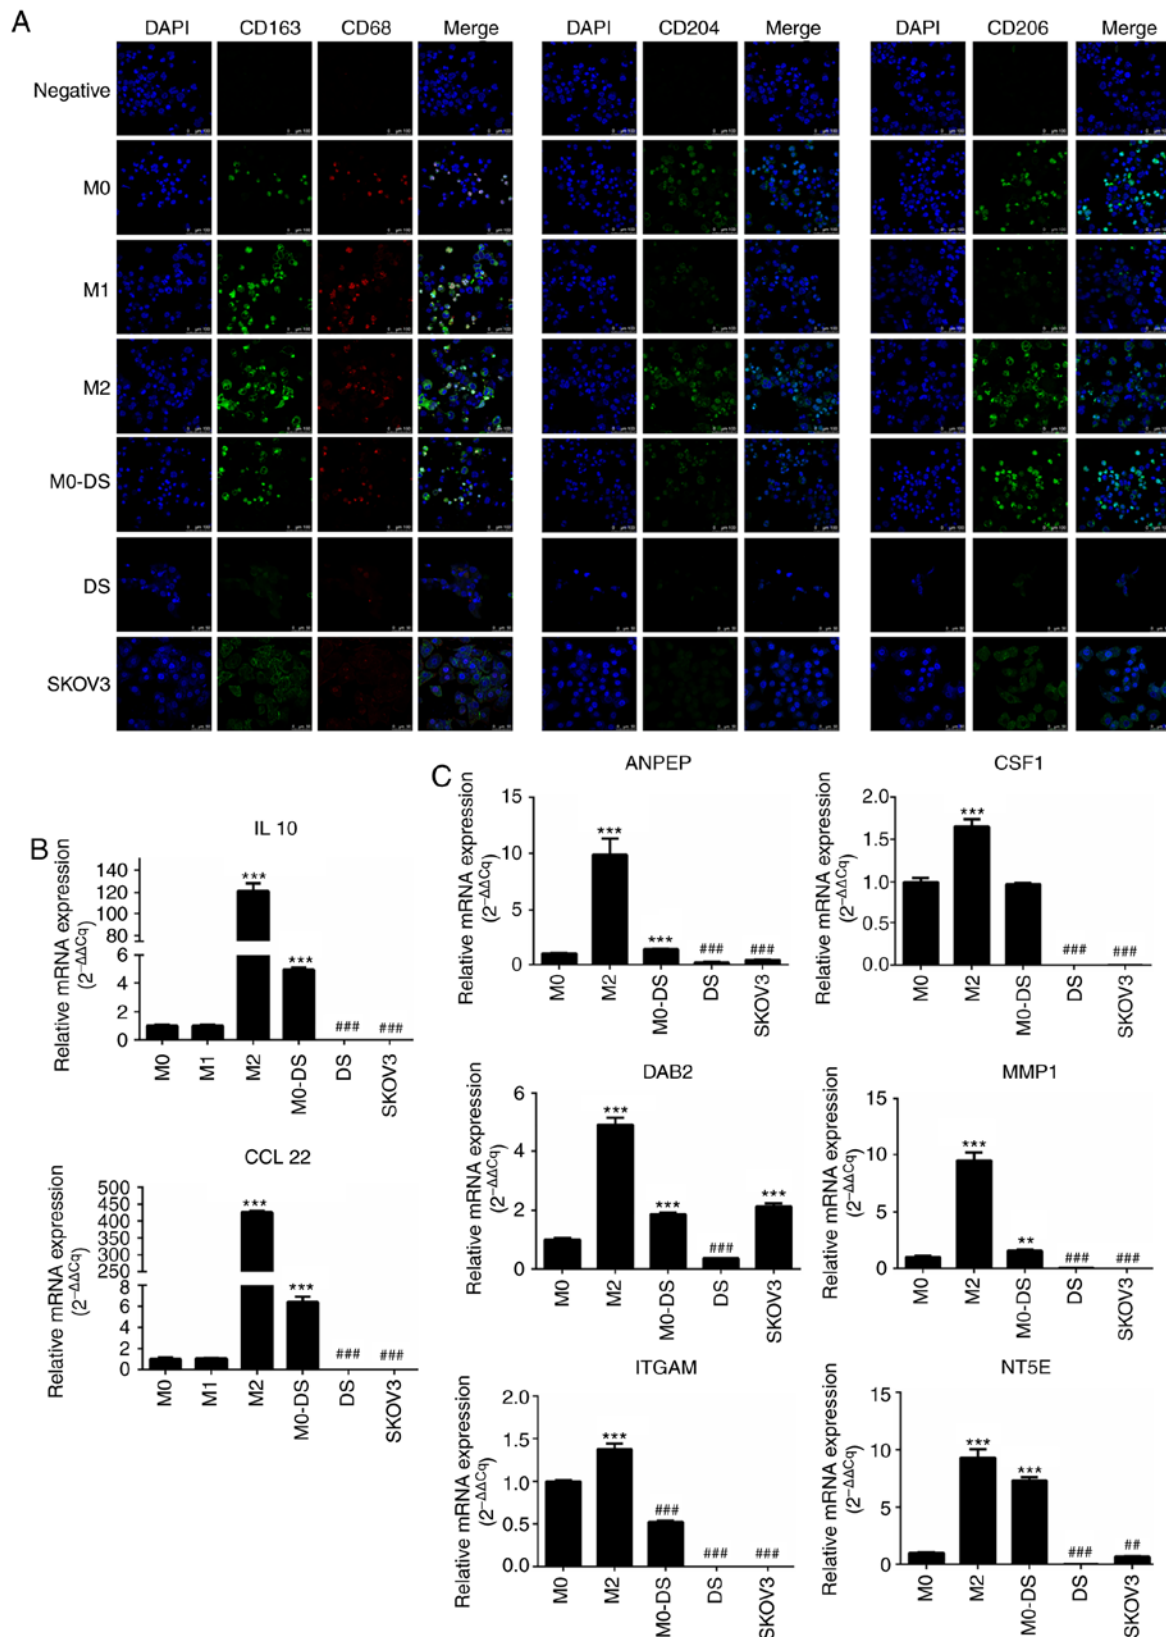 A
DAPI CD163 CD68 Merge DAPI CD204 Merge DAPI CD206 Merge
Negative
M0
M1
M2
M0-DS
DS
SKOV3
B
IL 10
Relative mRNA expression
(2−ΔΔCq)
140
120
100
80
60
6
4
2
0
***
***
###
###
M0 M1 M2 M0-DS DS SKOV3
CCL 22
Relative mRNA expression
(2−ΔΔCq)
500
450
400
350
300
250
8
6
4
2
0
***
***
###
###
M0 M1 M2 M0-DS DS SKOV3
C
ANPEP
Relative mRNA expression
(2−ΔΔCq)
15
10
5
0
***
***
###
###
M0 M2 M0-DS DS SKOV3
CSF1
Relative mRNA expression
(2−ΔΔCq)
2.0
1.5
1.0
0.5
0.0
***
###
###
M0 M2 M0-DS DS SKOV3
DAB2
Relative mRNA expression
(2−ΔΔCq)
6
4
2
0
***
***
###
***
M0 M2 M0-DS DS SKOV3
MMP1
Relative mRNA expression
(2−ΔΔCq)
15
10
5
0
***
**
###
###
M0 M2 M0-DS DS SKOV3
ITGAM
Relative mRNA expression
(2−ΔΔCq)
2.0
1.5
1.0
0.5
0.0
***
###
###
###
M0 M2 M0-DS DS SKOV3
NT5E
Relative mRNA expression
(2−ΔΔCq)
15
10
5
0
***
***
###
##
M0 M2 M0-DS DS SKOV3